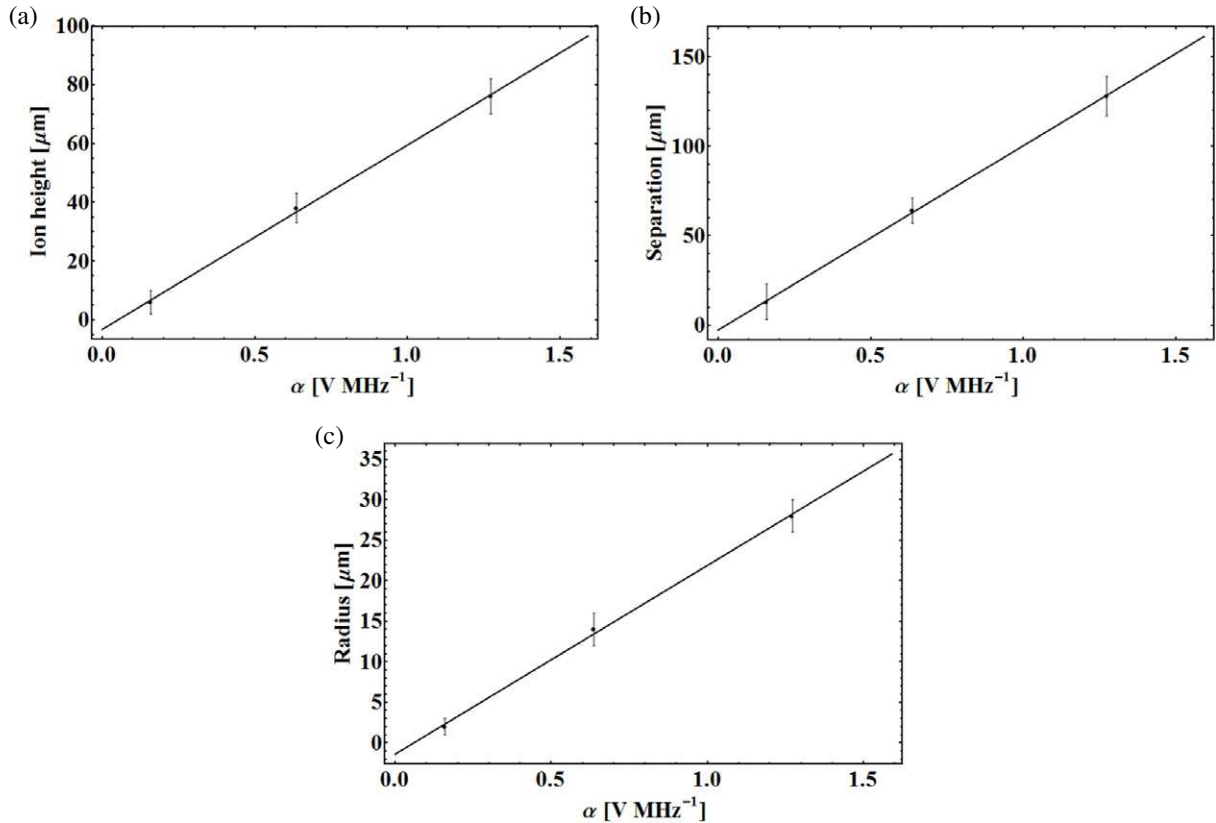 (a)
100
80
60
40
20
0
Ion height [μm]
0.0 0.5 1.0 1.5
α [V MHz⁻¹]
(b)
150
100
50
0
Separation [μm]
0.0 0.5 1.0 1.5
α [V MHz⁻¹]
(c)
35
30
25
20
15
10
5
0
Radius [μm]
0.0 0.5 1.0 1.5
α [V MHz⁻¹]